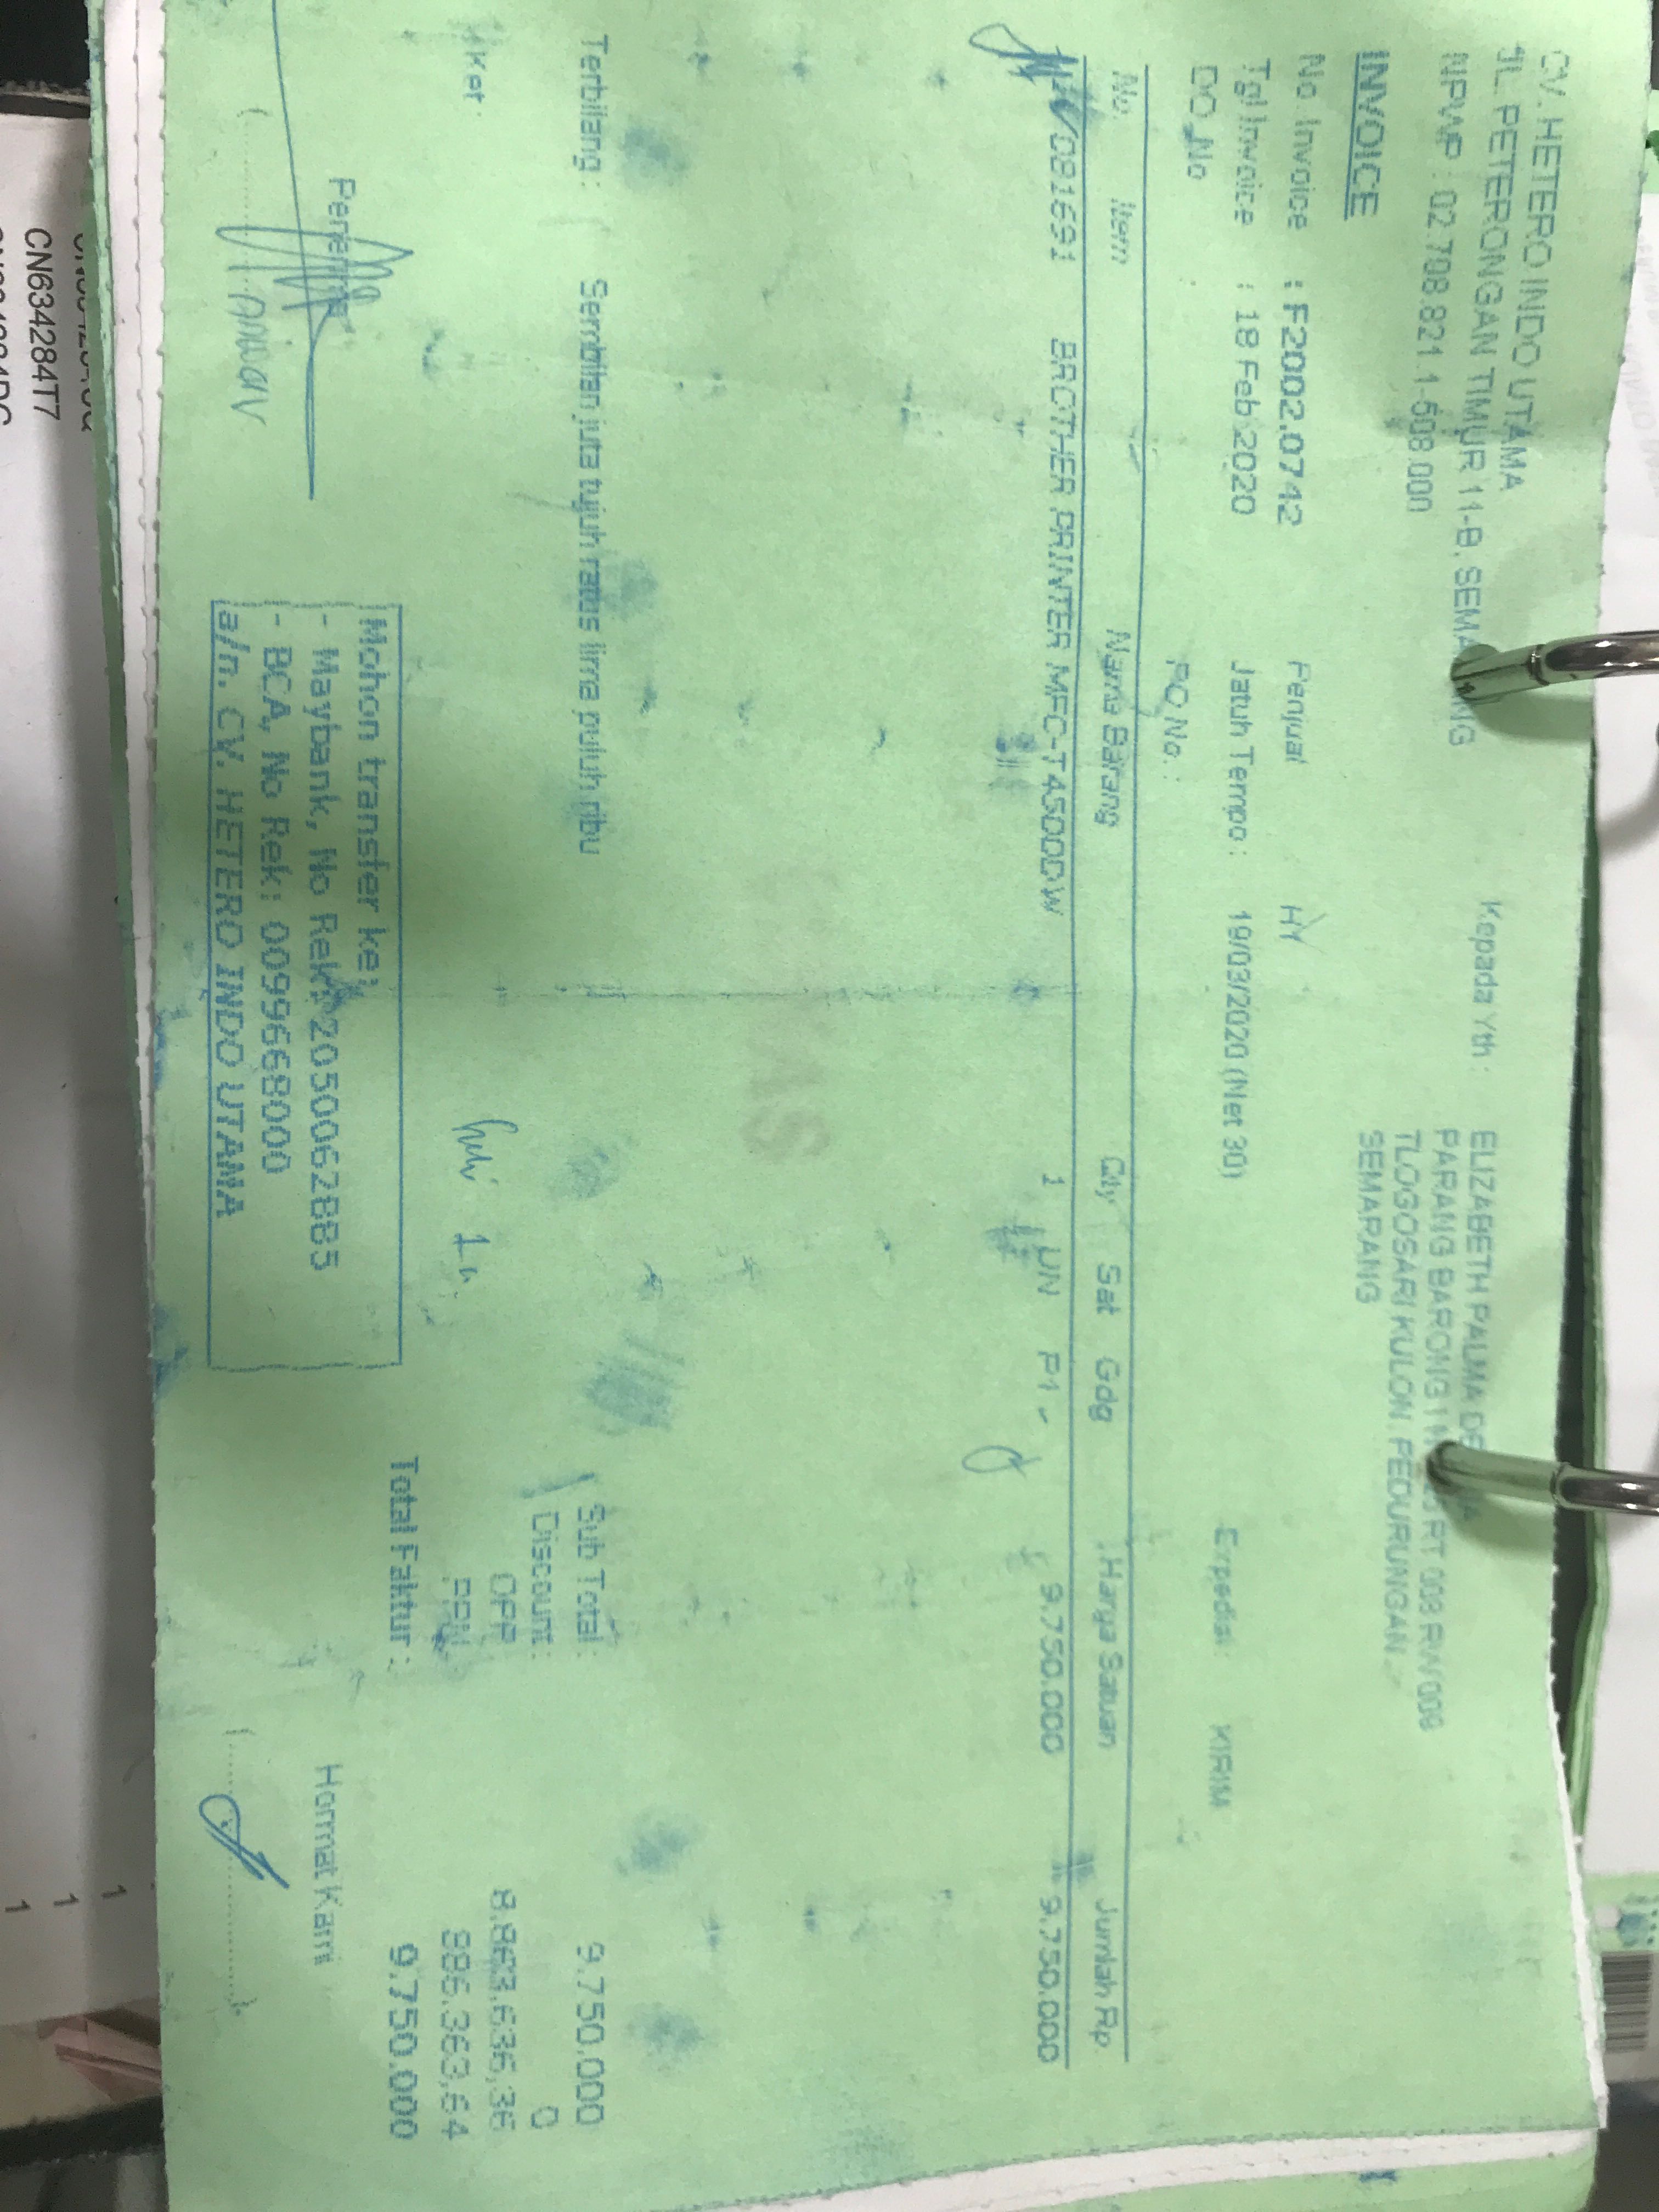 CV. HETERO INDO UTAMA
JL. PETERONGAN TIMUR 11-B, SEMARANG
NPWP : 02.708.821.1-508.000
Kepada Yth :
ELIZABETH PALMA
PARANG BARONG I RT 008 RW 008
TLOGOSARI KULON, PEDURUNGAN
SEMARANG
INVOICE
No. Invoice : F2002.0742 Penjual HY
Tgl Invoice : 18 Feb 2020 Jatuh Tempo : 19/03/2020 (Net 30) Expedisi : KIRIM
DO No PO No. :
No. Item Nama Barang Qty Sat Gdg Harga Satuan Jumlah Rp
081691 BROTHER PRINTER MFC-T4500DW 1 UN P1 9.750.000 9.750.000
Terbilang : Sembilan juta tujuh ratus lima puluh ribu
Sub Total : 9.750.000
Discount : 0
DPP 8.863.636,36
Ket : PPN 886.363,64
Total Faktur : 9.750.000
Penerima
Mohon transfer ke;
- Maybank, No Rek: 2050062885
- BCA, No Rek: 0099668000
a/n. CV. HETERO INDO UTAMA
Hormat Kami
CN634284T7
1
1
1